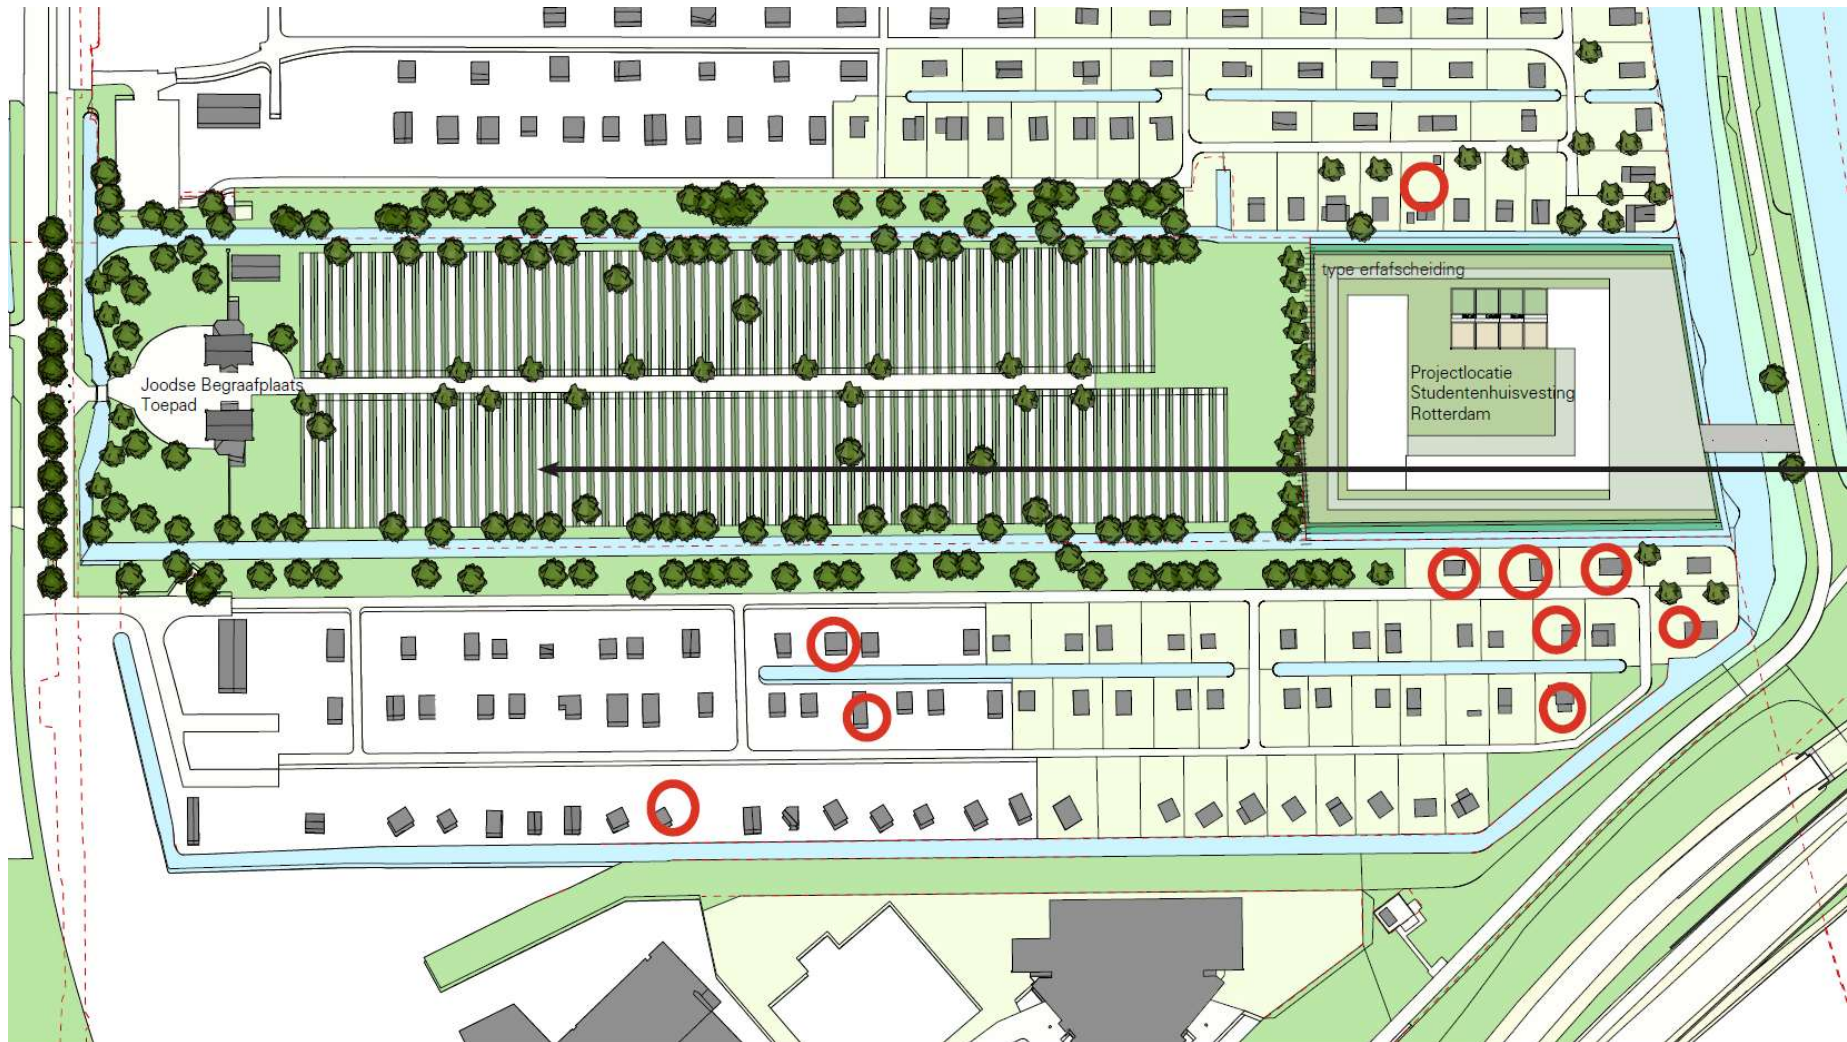 type erfafscheiding
Joodse Begraafplaats
Toepad
Projectlocatie
Studentenhuisvesting
Rotterdam